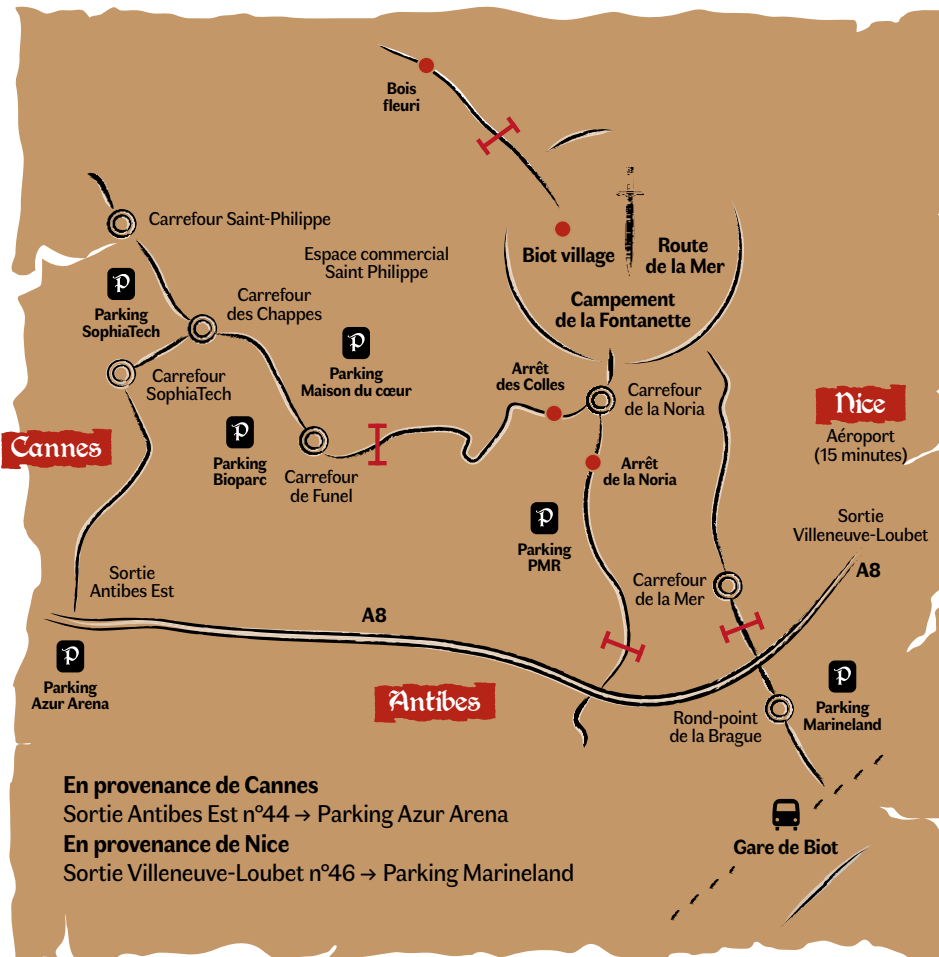 Bois
fleuri
Carrefour Saint-Philippe
Espace commercial
Saint Philippe
Biot village
Route
de la Mer
Campement
de la Fontanette
P
Parking
SophiaTech
Carrefour
des Chappes
P
Parking
Maison du cœur
Carrefour
SophiaTech
Arrêt
des Colles
Carrefour
de la Noria
Nice
Aéroport
(15 minutes)
Cannes
P
Parking
Bioparc
Carrefour
de Funel
Arrêt
de la Noria
P
Parking
PMR
Sortie
Villeneuve-Loubet
A8
Sortie
Antibes Est
Carrefour
de la Mer
A8
P
Parking
Azur Arena
Antibes
Rond-point
de la Brague
P
Parking
Marineland
En provenance de Cannes
Sortie Antibes Est n°44 → Parking Azur Arena
En provenance de Nice
Sortie Villeneuve-Loubet n°46 → Parking Marineland
Gare de Biot